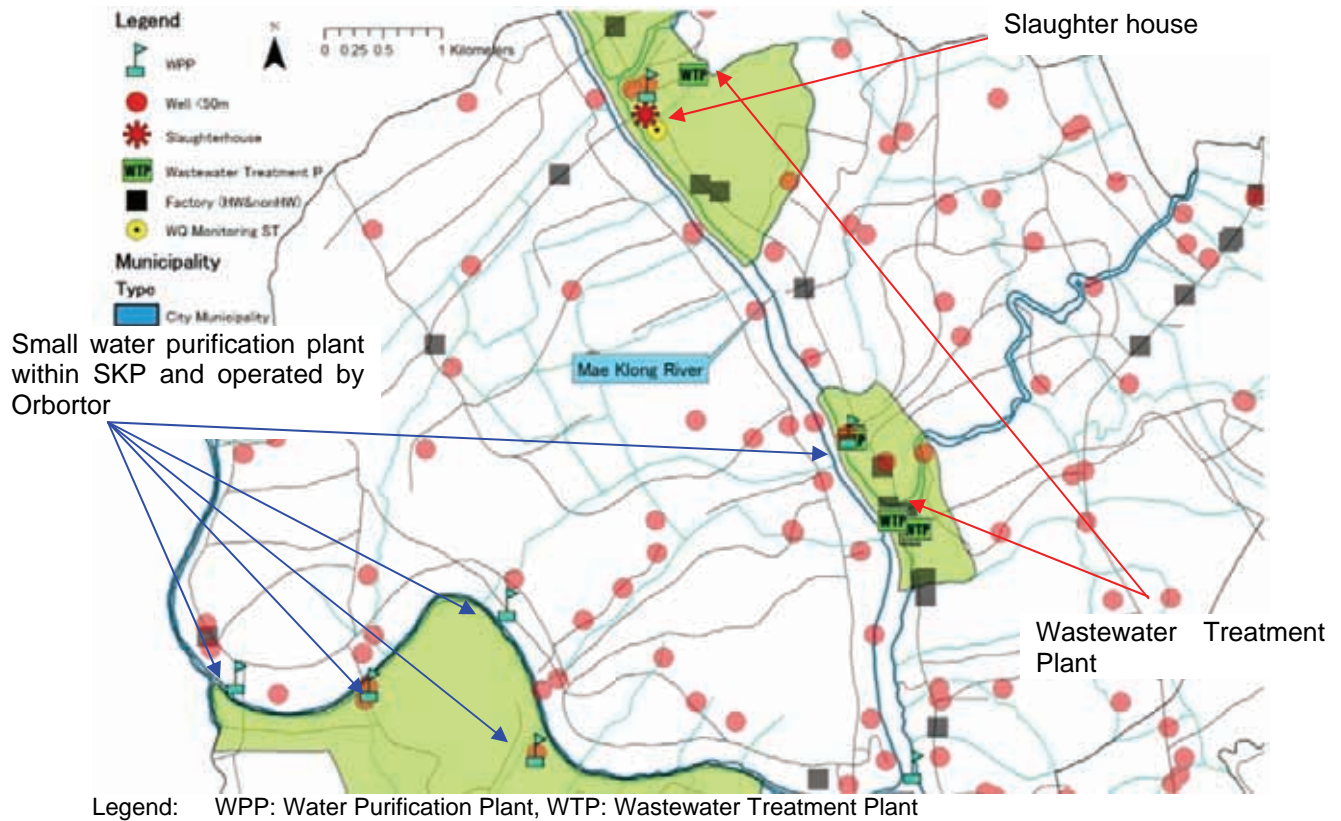 Legend
N
0 0.25 0.5 1 Kilometers
WPP
Well <50m
Slaughterhouse
WTP Wastewater Treatment P
Factory (HW&nonHW)
WQ Monitoring ST
Municipality
Type
City Municipality
Slaughter house
WTP
Small water purification plant
within SKP and operated by
Orbortor
Mae Klong River
WTP
WTP
Wastewater Treatment
Plant
Legend: WPP: Water Purification Plant, WTP: Wastewater Treatment Plant